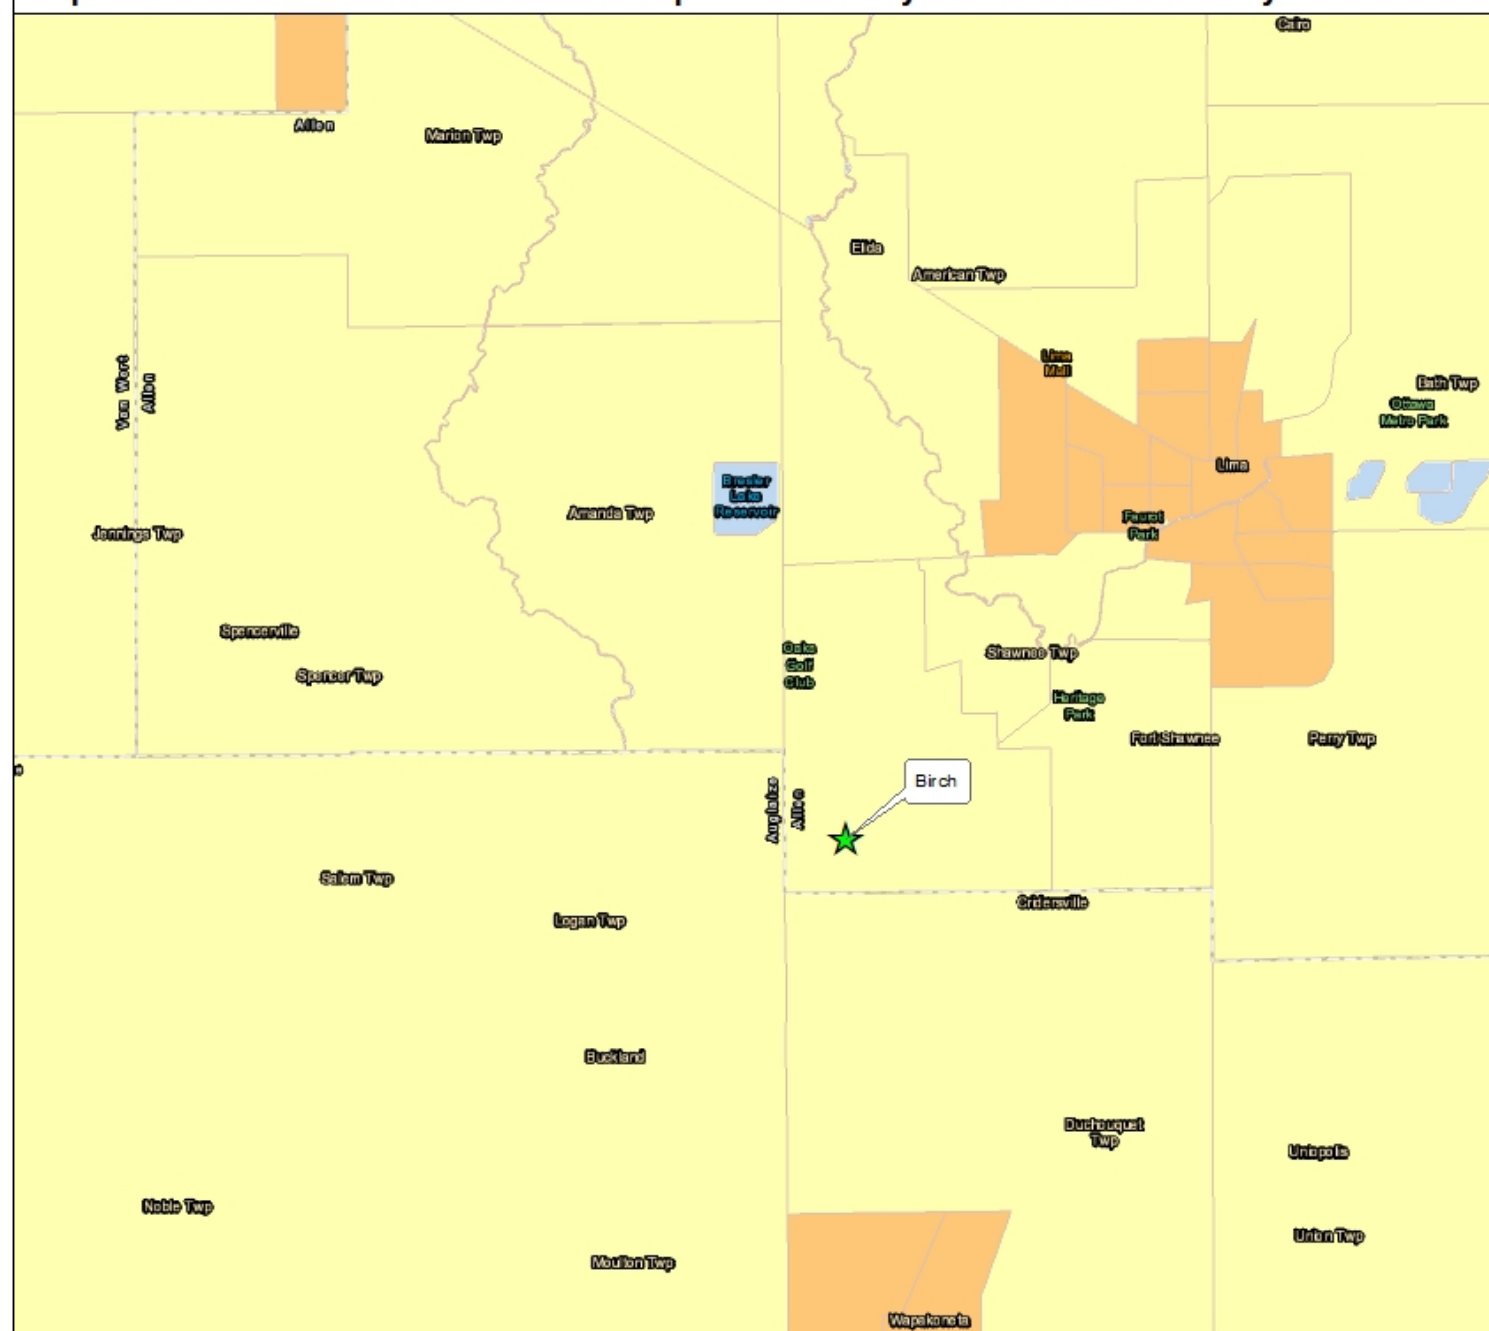 Cairo
Allen
Marion Twp
Elida
American Twp
Lima
Mall
Van Wert
Allen
Bath Twp
Ottawa
Metro Park
Lima
Bresler
Lake
Reservoir
Amanda Twp
Faurot
Park
Jennings Twp
Spencerville
Oaks
Golf
Club
Shawnee Twp
Spencer Twp
Heritage
Park
Fort Shawnee
Perry Twp
Birch
Auglaize
Allen
Salem Twp
Cridersville
Logan Twp
Buckland
Duchouquet
Twp
Uniopolis
Noble Twp
Union Twp
Moulton Twp
Wapakoneta